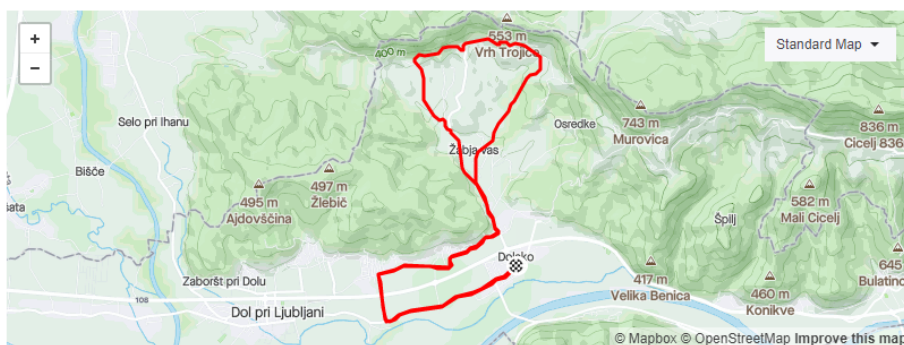 +
−
Standard Map
553 m
Vrh Trojice
400 m
Selo pri Ihanu
Bišče
743 m
Murovica
Osredke
836 m
Cicelj 836
Žabja vas
497 m
Žlebič
495 m
Ajdovščina
582 m
Mali Cicelj
Špilj
Dolsko
Zaboršt pri Dolu
417 m
Velika Benica
460 m
Konikve
645
Bulatino
108
Dol pri Ljubljani
© Mapbox © OpenStreetMap Improve this map